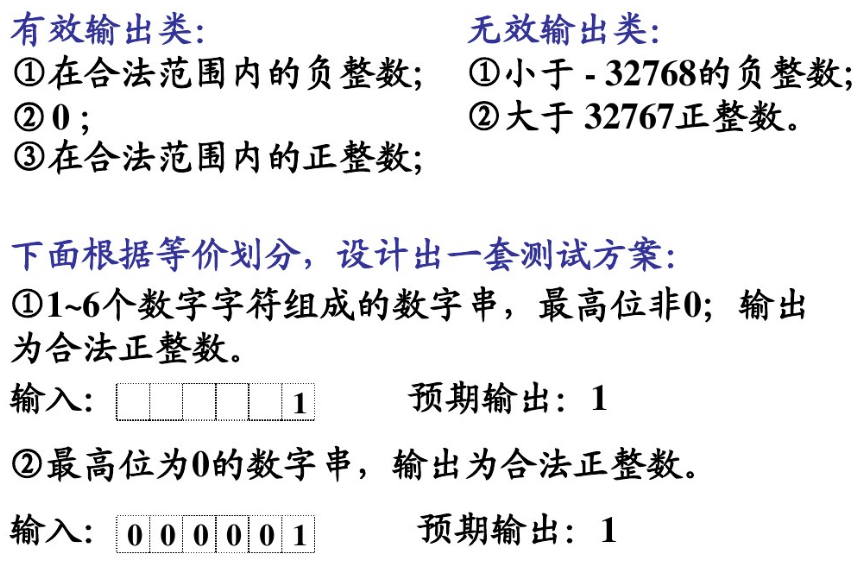 有效输出类:
无效输出类:
①在合法范围内的负整数;
①小于 - 32768的负整数;
②0;
②大于 32767正整数。
③在合法范围内的正整数;
下面根据等价划分，设计出一套测试方案:
①1~6个数字字符组成的数字串，最高位非0; 输出
为合法正整数。
输入: 1 预期输出: 1
②最高位为0的数字串，输出为合法正整数。
输入: 0 0 0 0 0 1 预期输出: 1